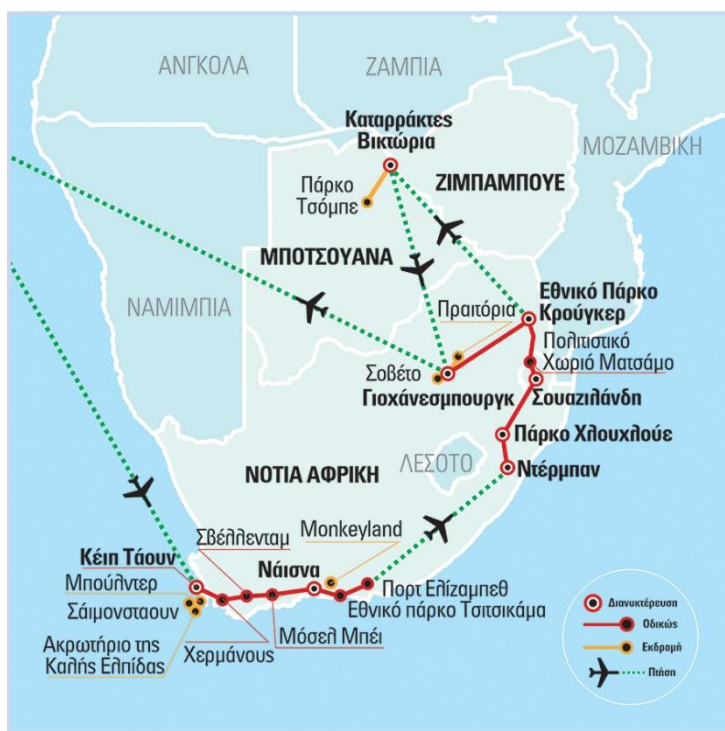 ΑΝΓΚΟΛΑ
ΖΑΜΠΙΑ
Καταρράκτες
Βικτώρια
ΜΟΖΑΜΒΙΚΗ
Πάρκο
Τσόμπε
ΖΙΜΠΑΜΠΟΥΕ
ΜΠΟΤΣΟΥΑΝΑ
ΝΑΜΙΜΠΙΑ
Εθνικό Πάρκο
Κρούγκερ
Πραιτόρια
Πολιτιστικό
Χωριό Ματσάμο
Σοβέτο
Γιοχάνεσμπουργκ
Σουαζιλάνδη
Πάρκο Χλουχλούε
ΛΕΣΟΤΟ
ΝΟΤΙΑ ΑΦΡΙΚΗ
Ντέρμπαν
Σβέλλενταμ
Monkeyland
Κέιπ Τάουν
Νάισνα
Μπούλντερ
Πορτ Ελίζαμπεθ
Σάιμονσταουν
Εθνικό πάρκο Τσιτσικάμα
Ακρωτήριο της
Καλής Ελπίδας
Χερμάνους
Μόσελ Μπέι
Διανυκτέρευση
Οδικώς
Εκδρομή
Πτήση